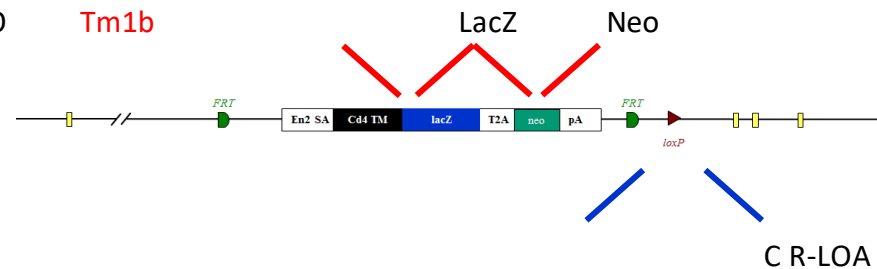 Tm1b LacZ Neo
FRT FRT
En2 SA Cd4 TM lacZ T2A neo pA
loxP
C R-LOA